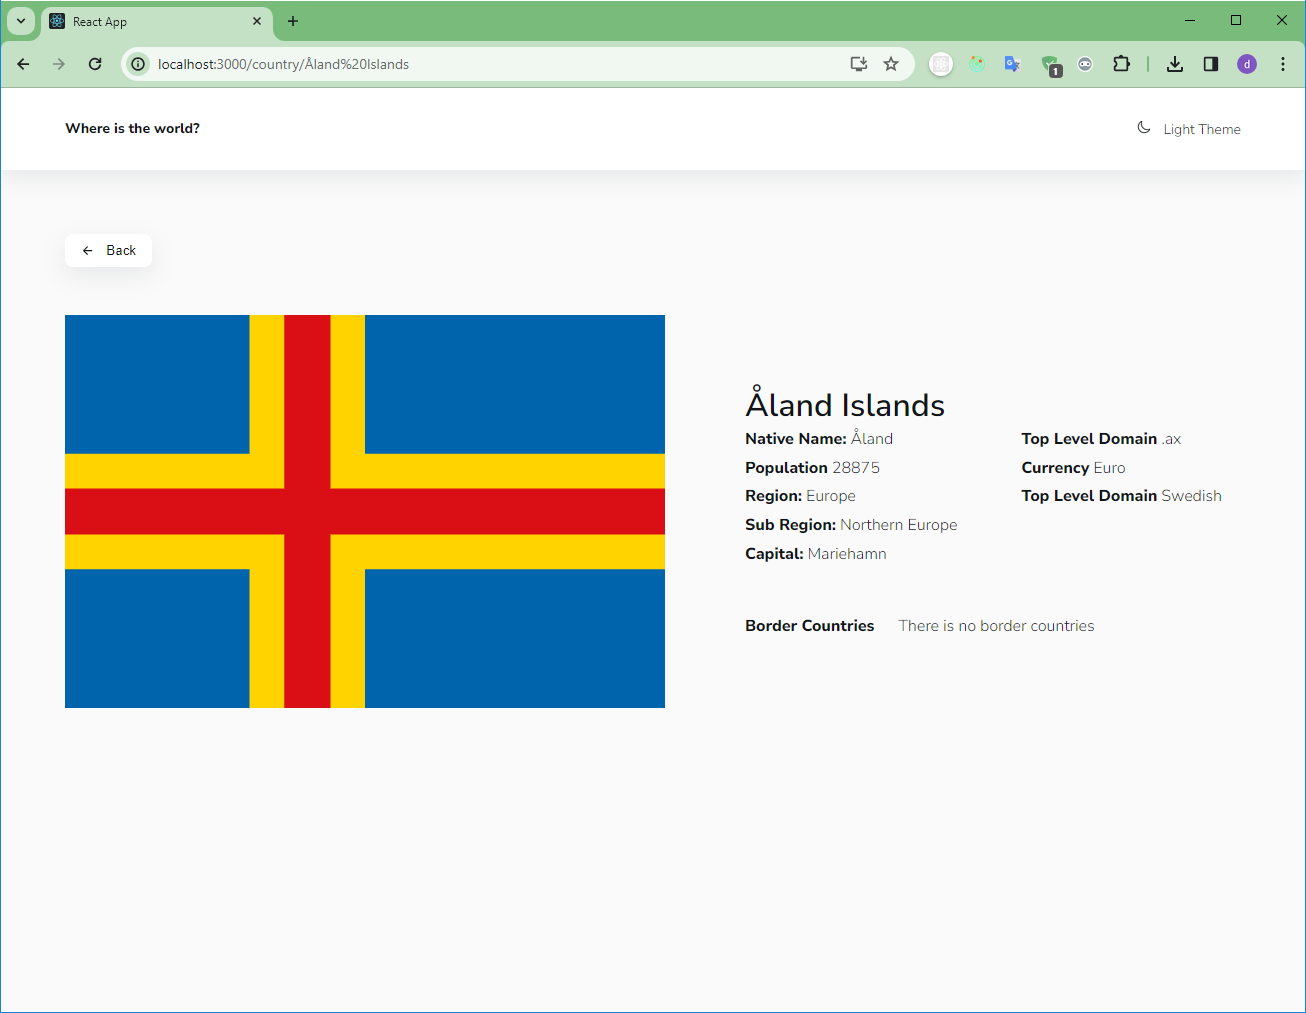 React App
localhost:3000/country/Åland%20Islands
1
d
Where is the world?
Light Theme
Back
Åland Islands
Native Name: Åland
Population 28875
Region: Europe
Sub Region: Northern Europe
Capital: Mariehamn
Top Level Domain .ax
Currency Euro
Top Level Domain Swedish
Border Countries There is no border countries